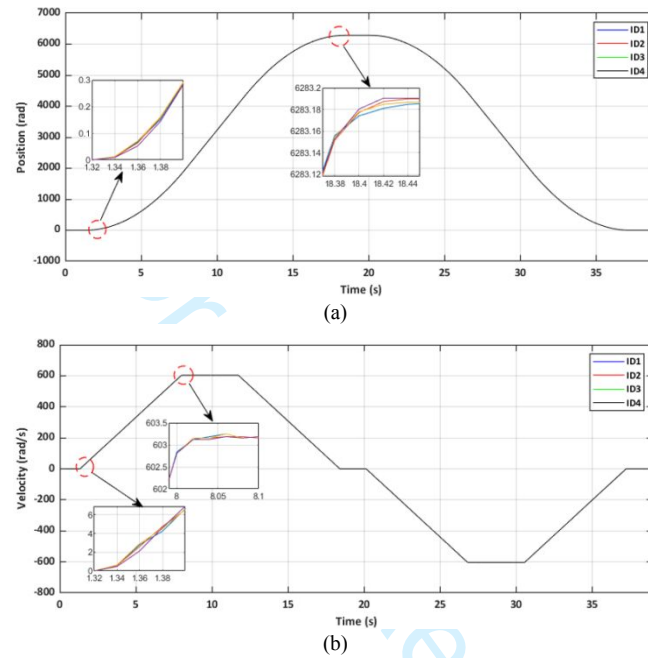 7000
6000
5000
4000
3000
2000
1000
0
-1000
Position (rad)
ID1
ID2
ID3
ID4
0.3
0.2
0.1
0
1.32 1.34 1.36 1.38
6283.2
6283.18
6283.16
6283.14
6283.12
18.38 18.4 18.42 18.44
0 5 10 15 20 25 30 35
Time (s)
(a)
800
600
400
200
0
-200
-400
-600
-800
Velocity (rad/s)
ID1
ID2
ID3
ID4
603.5
603
602.5
602
8 8.05 8.1
6
4
2
0
1.32 1.34 1.36 1.38
0 5 10 15 20 25 30 35
Time (s)
(b)